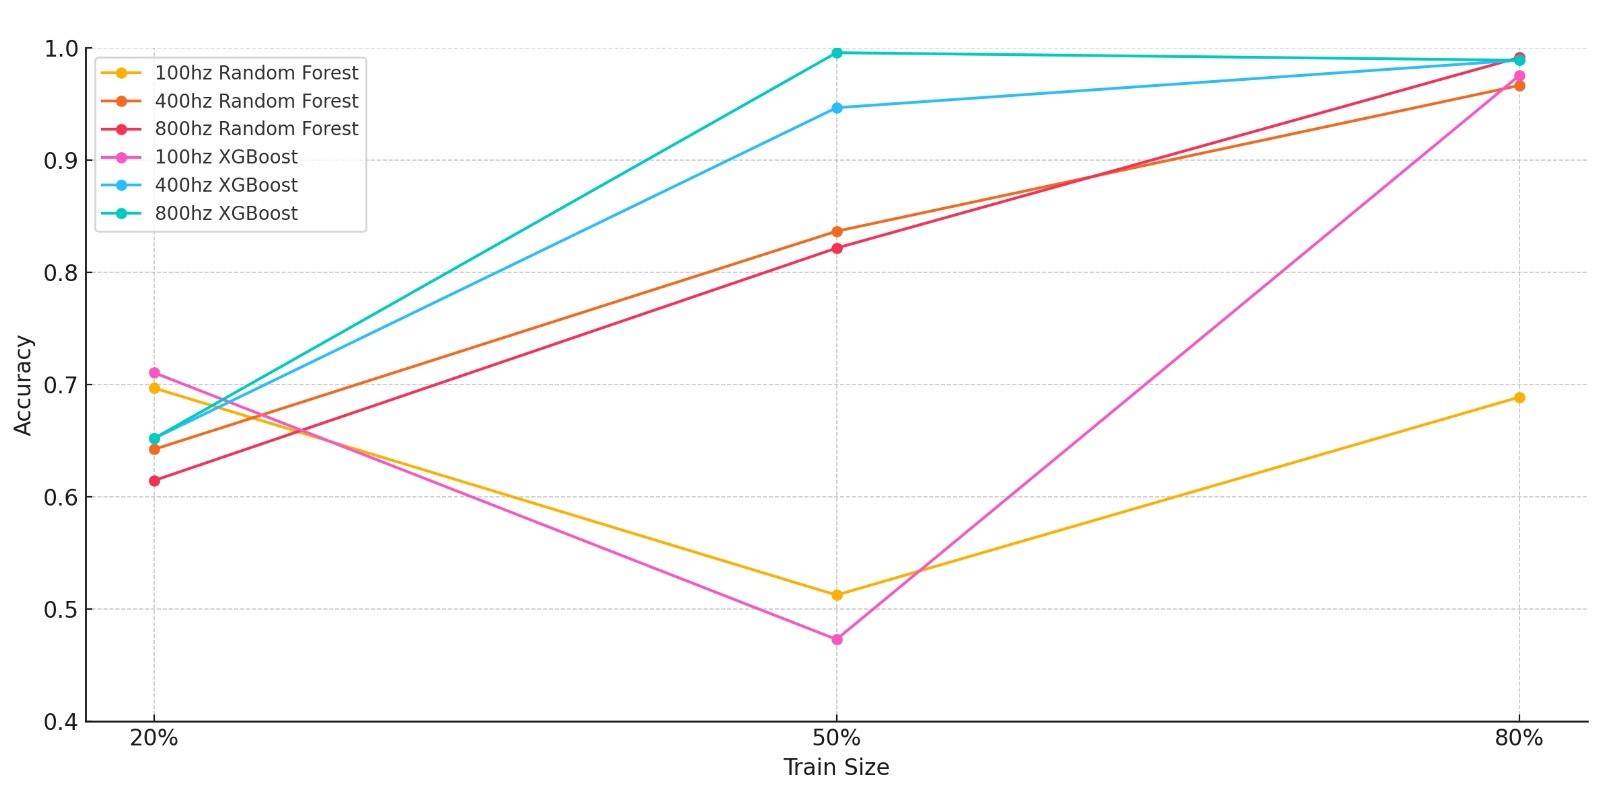 1.0
0.9
0.8
0.7
0.6
0.5
0.4
Accuracy
100hz Random Forest
400hz Random Forest
800hz Random Forest
100hz XGBoost
400hz XGBoost
800hz XGBoost
20% 50% 80%
Train Size